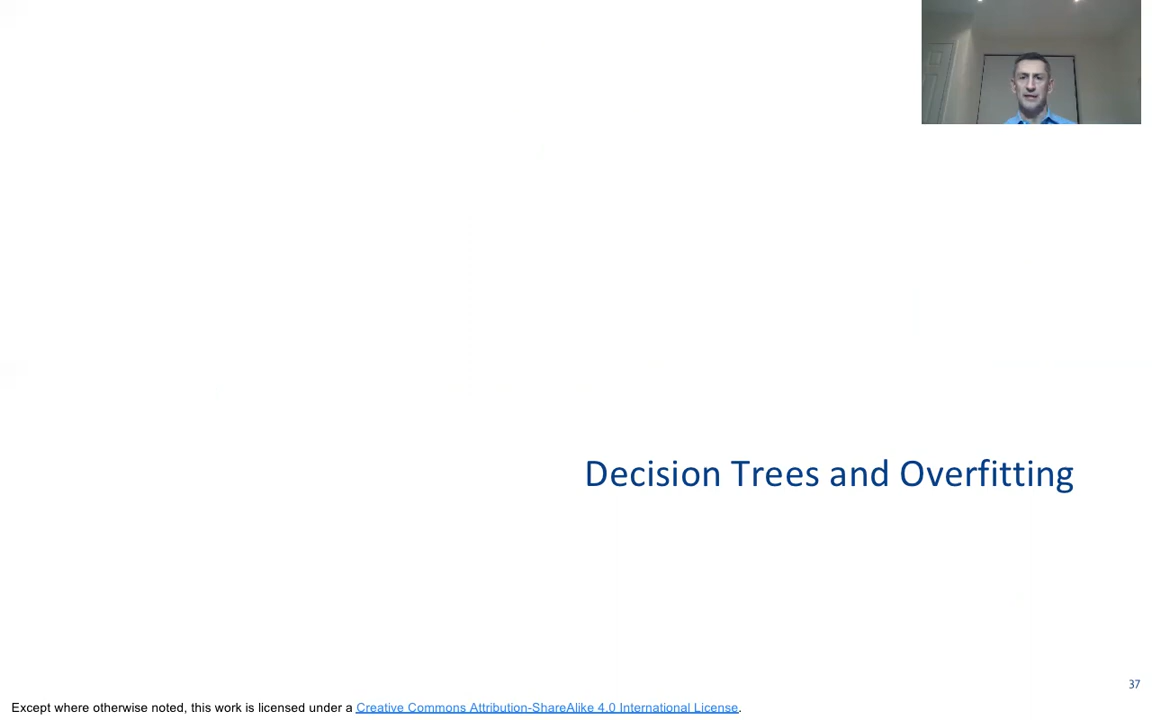 Decision Trees and Overfitting
37
Except where otherwise noted, this work is licensed under a Creative Commons Attribution-ShareAlike 4.0 International License.